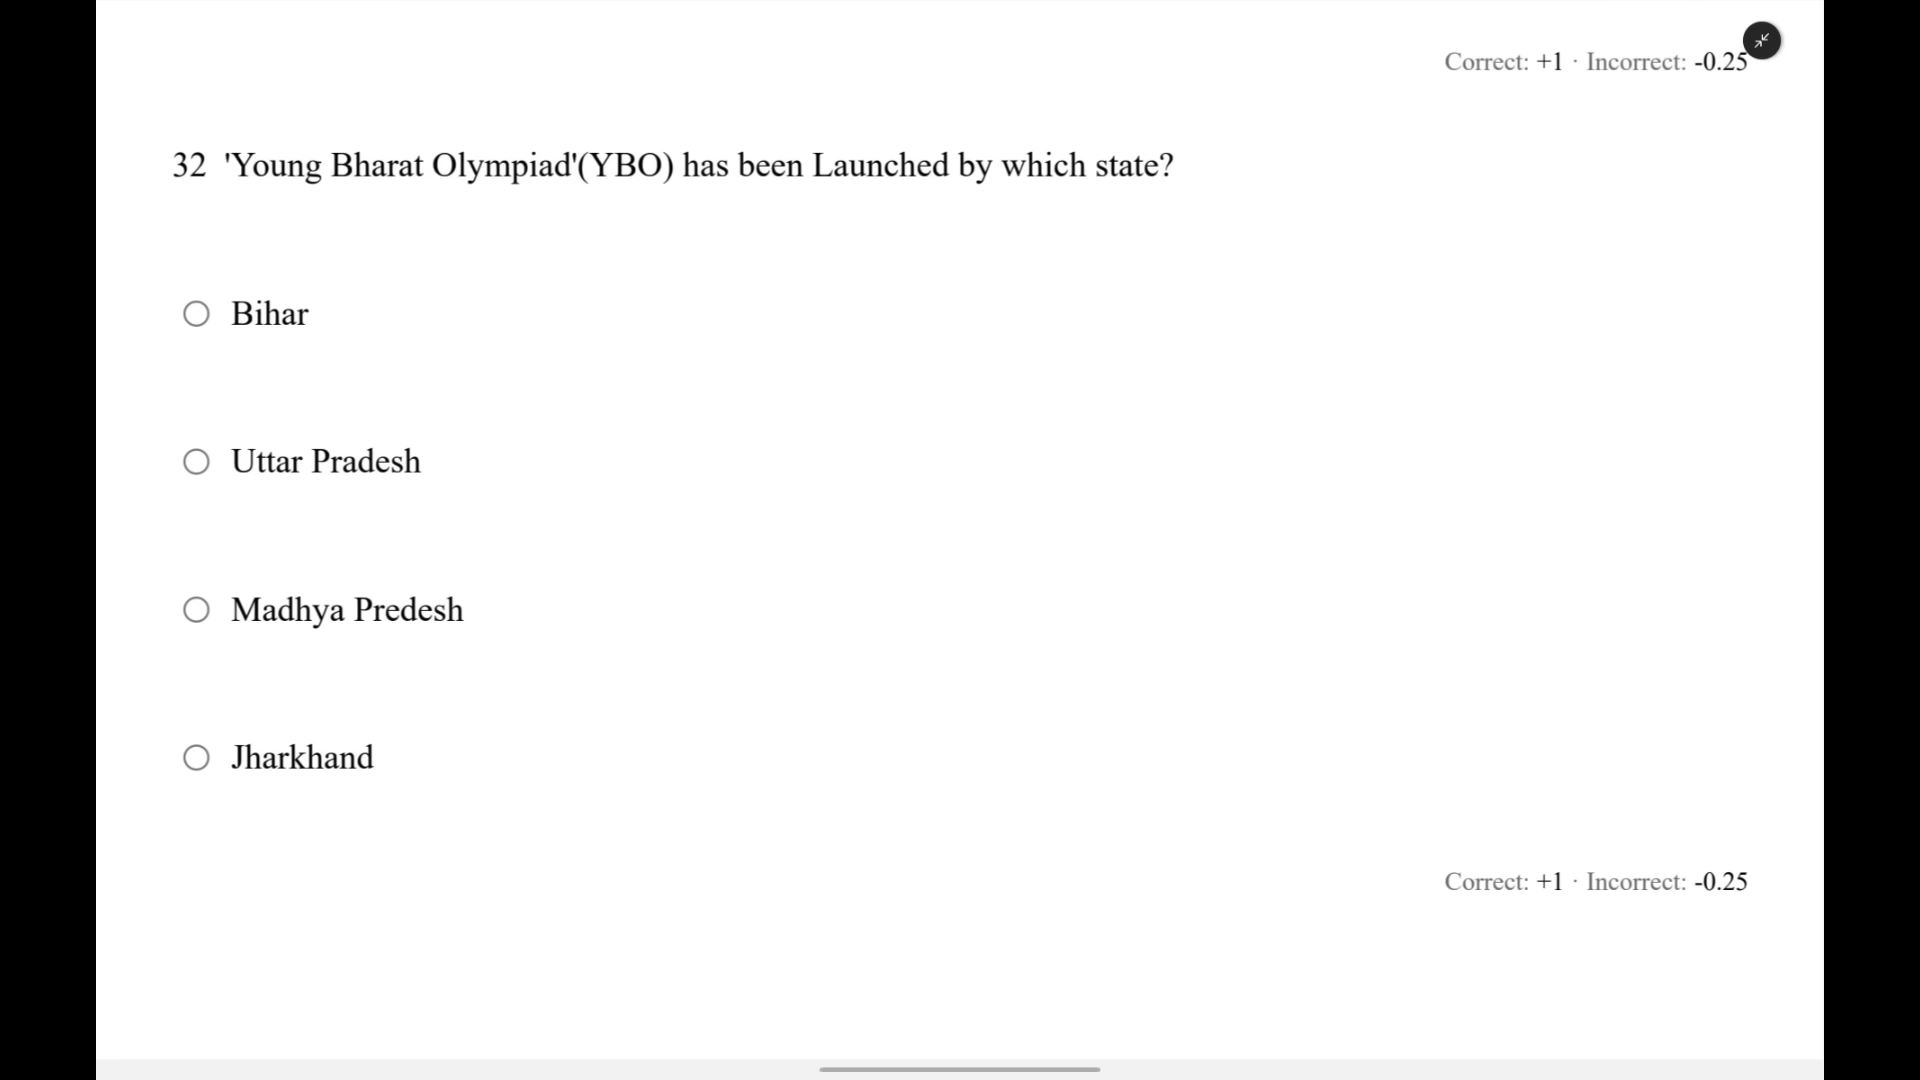 Correct: +1 · Incorrect: -0.25
32 'Young Bharat Olympiad'(YBO) has been Launched by which state?
Bihar
Uttar Pradesh
Madhya Predesh
Jharkhand
Correct: +1 · Incorrect: -0.25